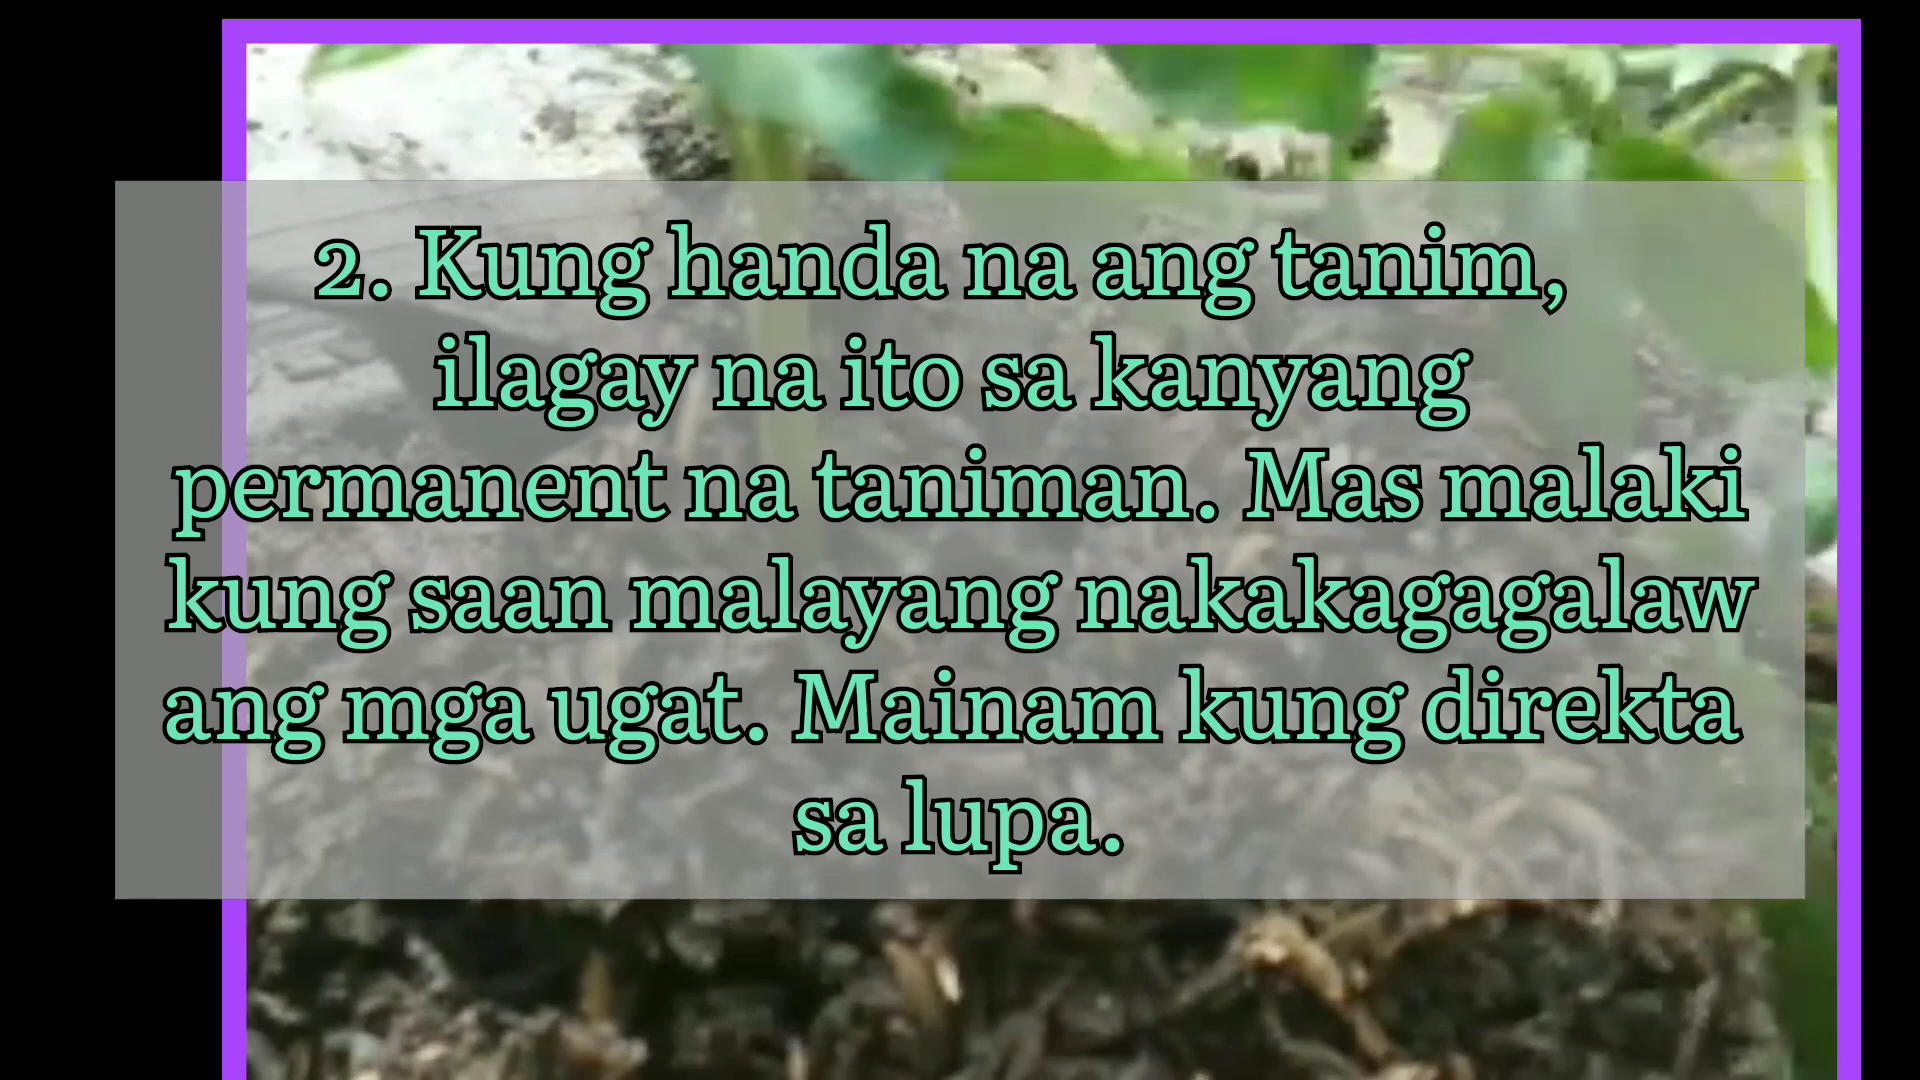 2. Kung handa na ang tanim,
ilagay na ito sa kanyang
permanent na taniman. Mas malaki
kung saan malayang nakakagagalaw
ang mga ugat. Mainam kung direkta
sa lupa.